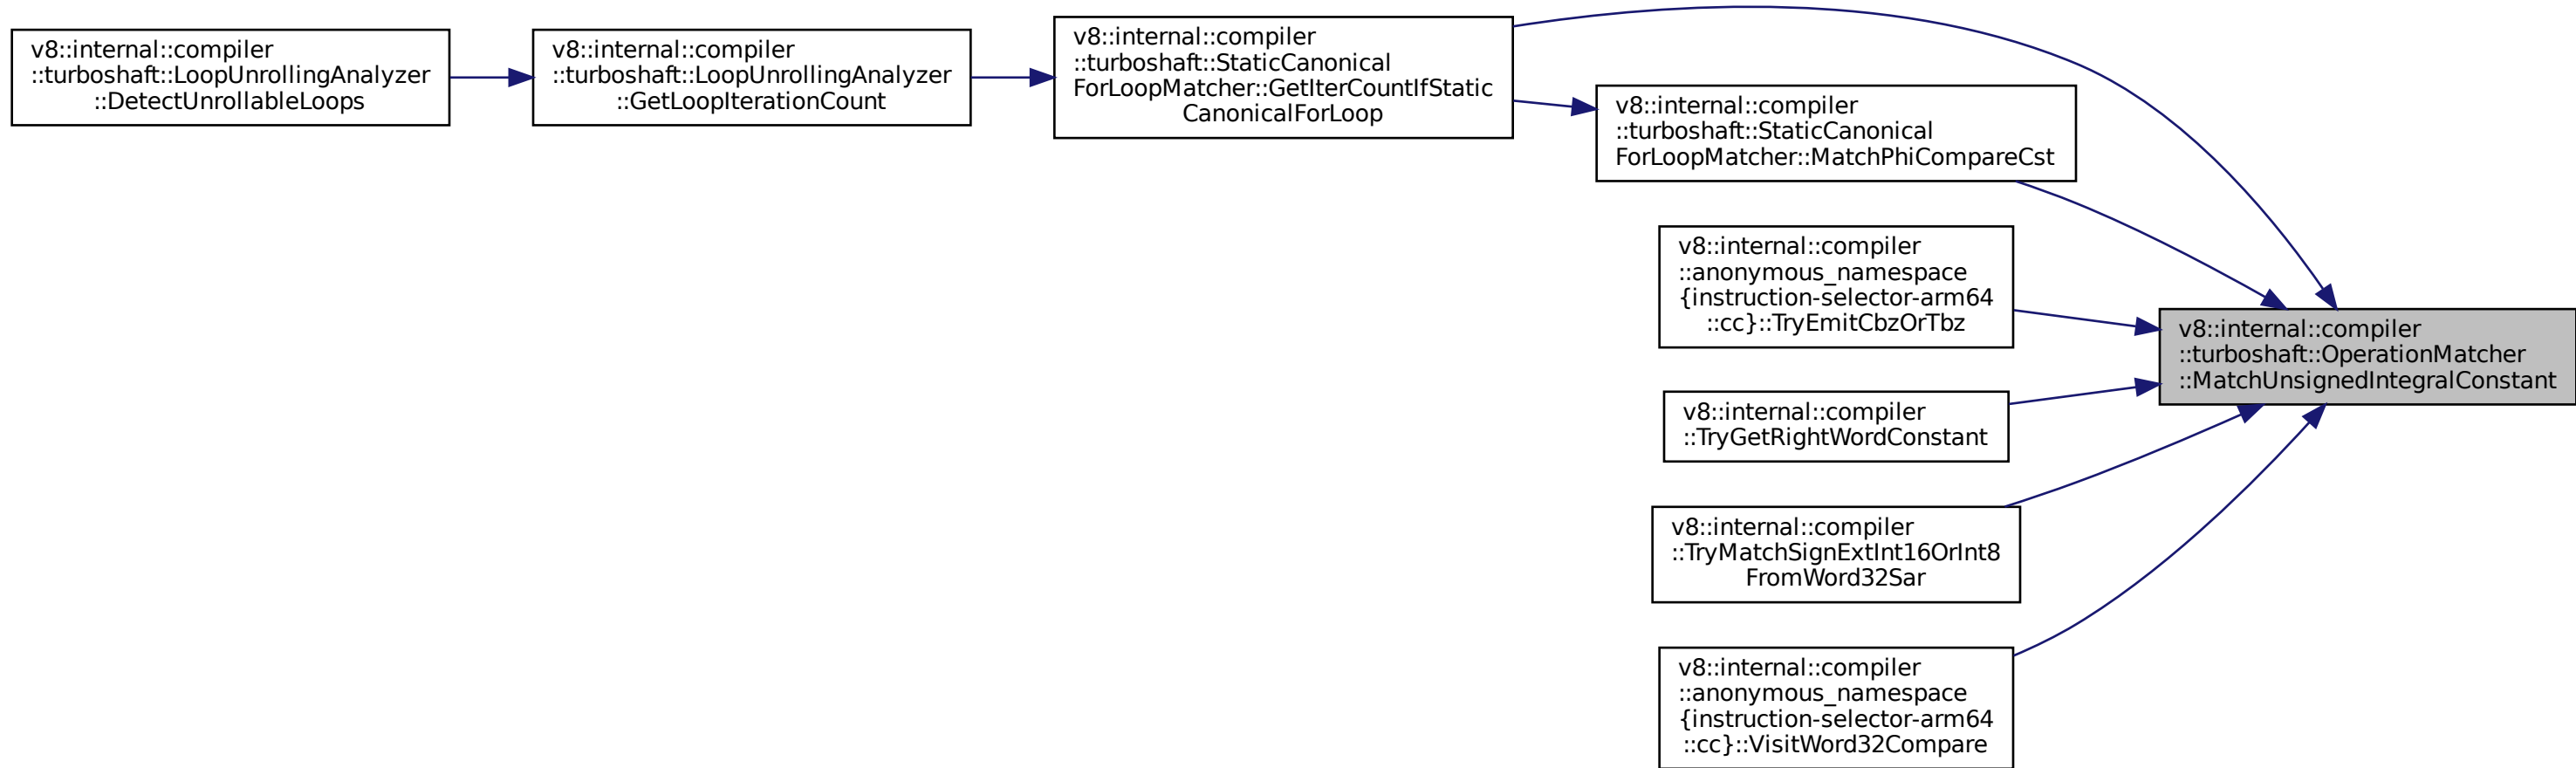 v8::internal::compiler
::turboshaft::LoopUnrollingAnalyzer
::DetectUnrollableLoops
v8::internal::compiler
::turboshaft::LoopUnrollingAnalyzer
::GetLoopIterationCount
v8::internal::compiler
::turboshaft::StaticCanonical
ForLoopMatcher::GetIterCountIfStatic
CanonicalForLoop
v8::internal::compiler
::turboshaft::StaticCanonical
ForLoopMatcher::MatchPhiCompareCst
v8::internal::compiler
::anonymous_namespace
{instruction-selector-arm64
::cc}::TryEmitCbzOrTbz
v8::internal::compiler
::TryGetRightWordConstant
v8::internal::compiler
::TryMatchSignExtInt16OrInt8
FromWord32Sar
v8::internal::compiler
::anonymous_namespace
{instruction-selector-arm64
::cc}::VisitWord32Compare
v8::internal::compiler
::turboshaft::OperationMatcher
::MatchUnsignedIntegralConstant